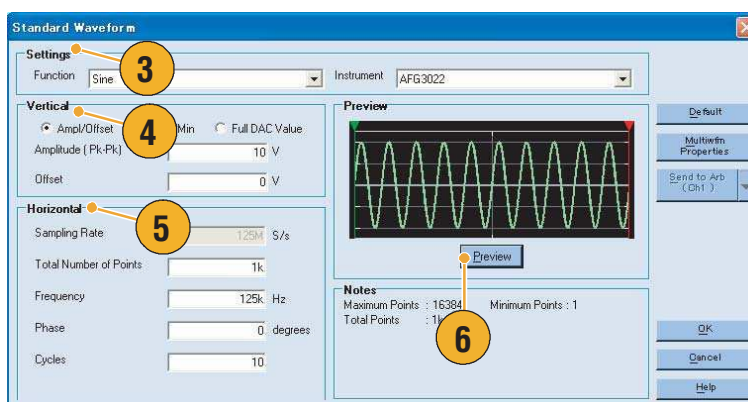 Standard Waveform
Settings
3
Function Sine
Instrument AFG3022
Vertical
4
Ampl/Offset Min Full DAC Value
Amplitude ( Pk-Pk) 10 V
Offset 0 V
Horizontal
5
Sampling Rate 125M S/s
Total Number of Points 1k
Frequency 125k Hz
Phase 0 degrees
Cycles 10
Preview
Preview
6
Notes
Maximum Points : 16384 Minimum Points : 1
Total Points : 1k
Default
Multiwfm
Properties
Send to Arb
(Ch1)
OK
Cancel
Help